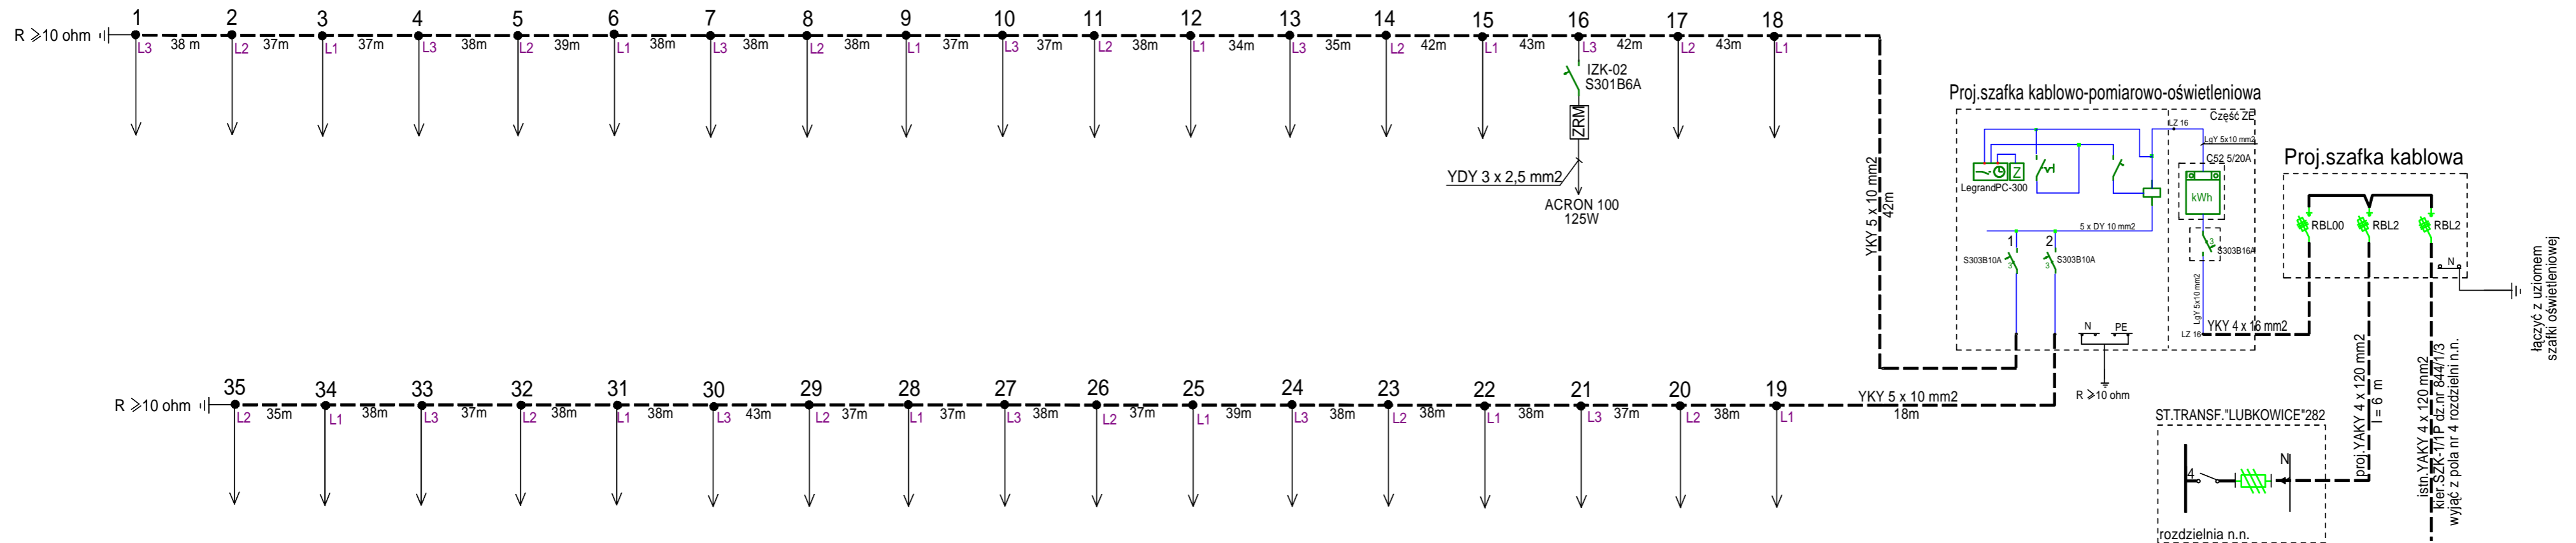 1 2 3 4 5 6 7 8 9 10 11 12 13 14 15 16 17 18
R ≥10 ohm
38 m 37m 37m 38m 39m 38m 38m 38m 37m 37m 38m 34m 35m 42m 43m 42m 43m
L3 L2 L1 L3 L2 L1 L3 L2 L1 L3 L2 L1 L3 L2 L1 L3 L2 L1
IZK-02
S301B6A
ZRM
YDY 3 x 2,5 mm2
ACRON 100
125W
YKY 5 x 10 mm2
42m
Proj.szafka kablowo-pomiarowo-oświetleniowa
LZ 16
Część ZE
LgY 5x10 mm2
C52 5/20A
Z
LegrandPC-300
kWh
5 x DY 10 mm2
1 2
S303B10A
3
3
S303B10A
3
S303B16A
LgY 5x10 mm2
LZ 16
YKY 4 x 16 mm2
N PE
R ≥10 ohm
Proj.szafka kablowa
RBL00 RBL2 RBL2
N
łączyć z uziomem
szafki oświetleniowej
35 34 33 32 31 30 29 28 27 26 25 24 23 22 21 20 19
R ≥10 ohm
35m 38m 37m 38m 38m 43m 37m 37m 38m 37m 39m 38m 38m 38m 37m 38m
YKY 5 x 10 mm2
18m
L2 L1 L3 L2 L1 L3 L2 L1 L3 L2 L1 L3 L2 L1 L3 L2 L1
ST.TRANSF."LUBKOWICE"282
4
N
rozdzielnia n.n.
proj.YAKY 4 x 120 mm2
l = 6 m
istn.YAKY 4 x 120 mm2
kier.SZK-1/1P dz.nr 844/1/3
wyjąć z pola nr 4 rozdzielni n.n.